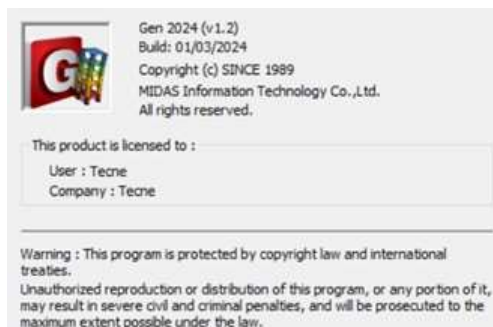 Gen 2024 (v1.2)
Build: 01/03/2024
Copyright (c) SINCE 1989
MIDAS Information Technology Co.,Ltd.
All rights reserved.
This product is licensed to :
User : Tecne
Company : Tecne
Warning : This program is protected by copyright law and international
treaties.
Unauthorized reproduction or distribution of this program, or any portion of it,
may result in severe civil and criminal penalties, and will be prosecuted to the
maximum extent possible under the law.